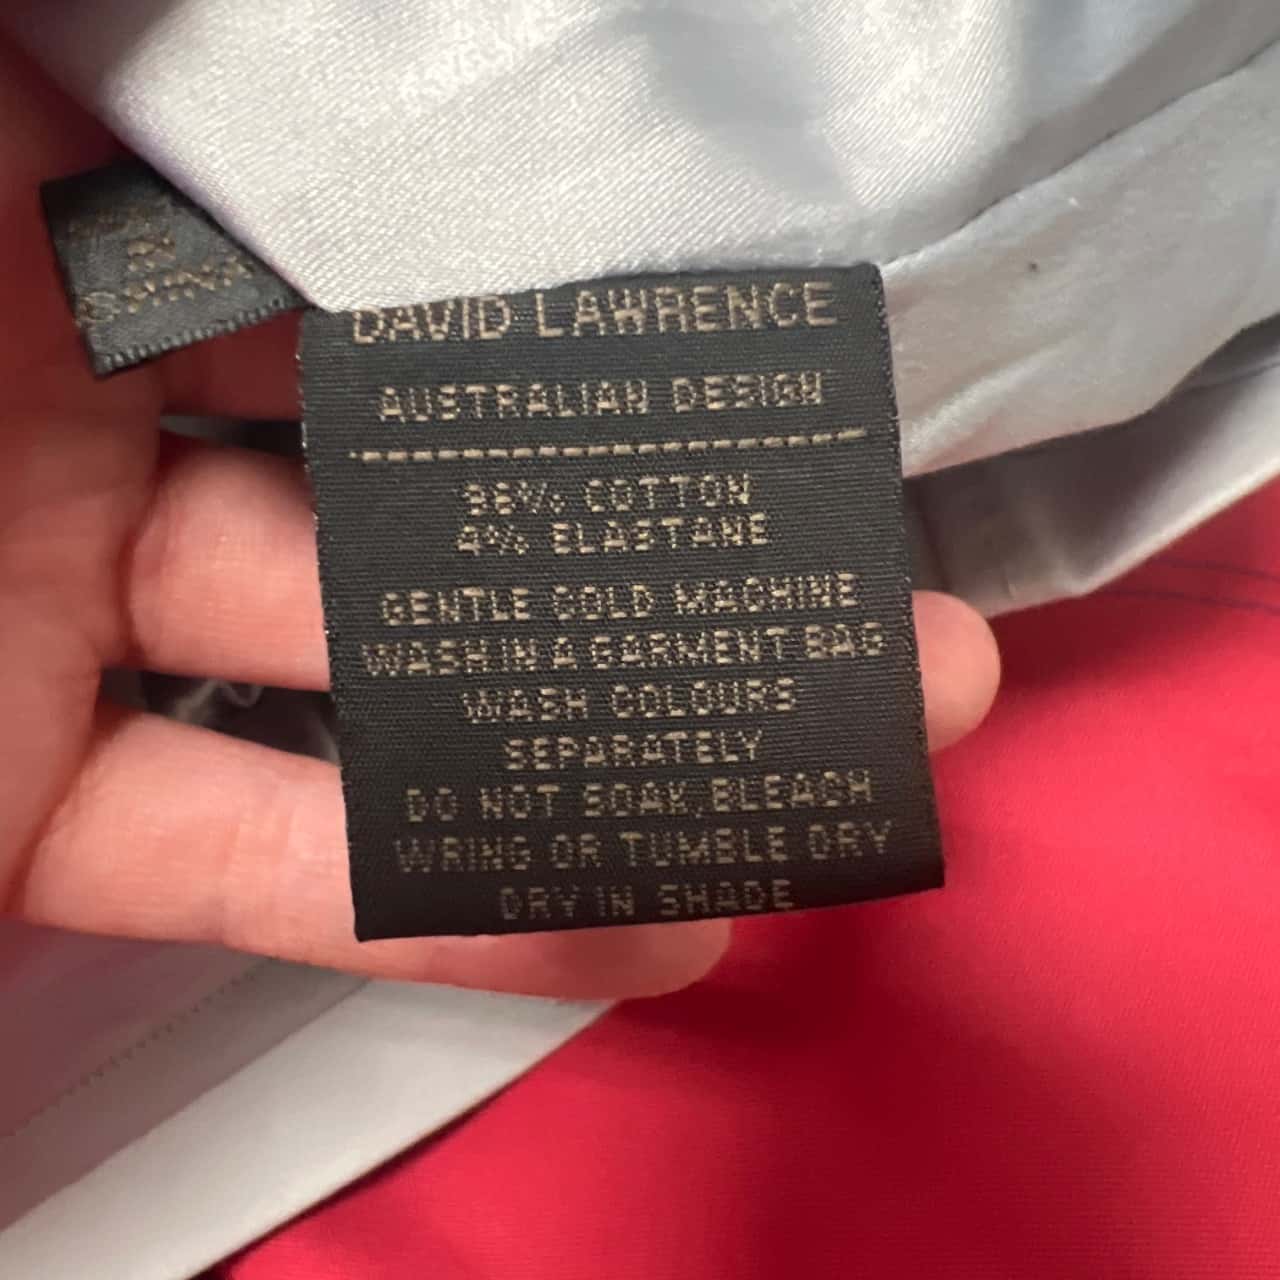 DAVID LAWRENCE
AUSTRALIAN DESIGN
96% COTTON
4% ELASTANE
GENTLE COLD MACHINE
WASH IN A GARMENT BAG
WASH COLOURS
SEPARATELY
DO NOT SOAK, BLEACH
WRING OR TUMBLE DRY
DRY IN SHADE